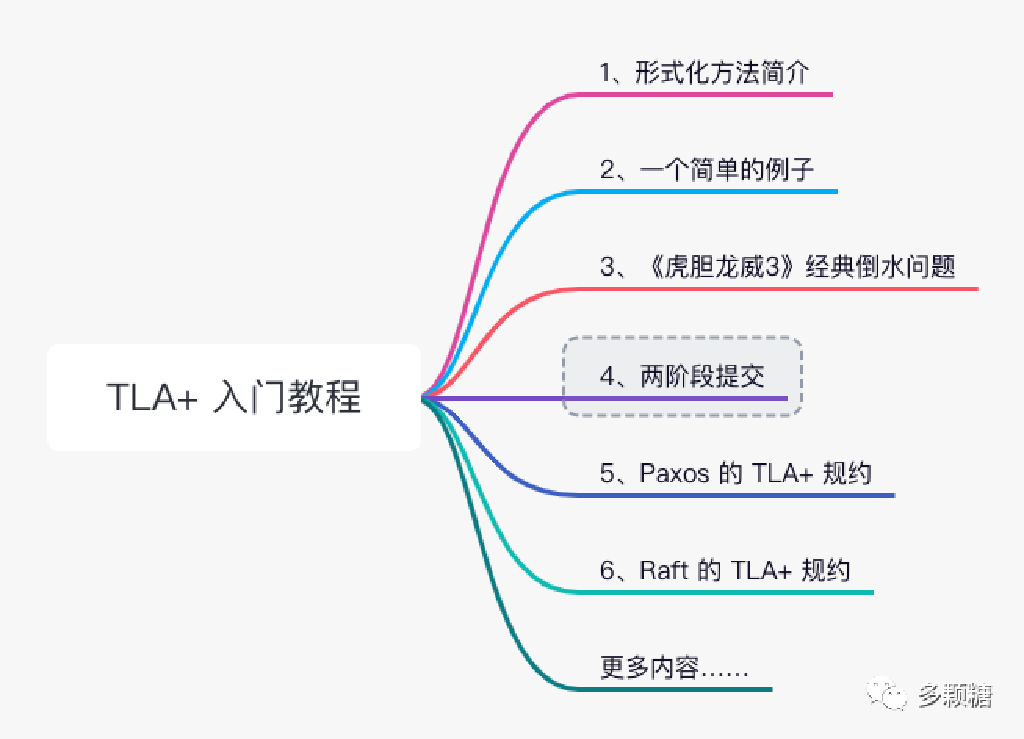 1、形式化方法简介
2、一个简单的例子
3、《虎胆龙威3》经典倒水问题
TLA+ 入门教程
4、两阶段提交
5、Paxos 的 TLA+ 规约
6、Raft 的 TLA+ 规约
更多内容……
多颗糖